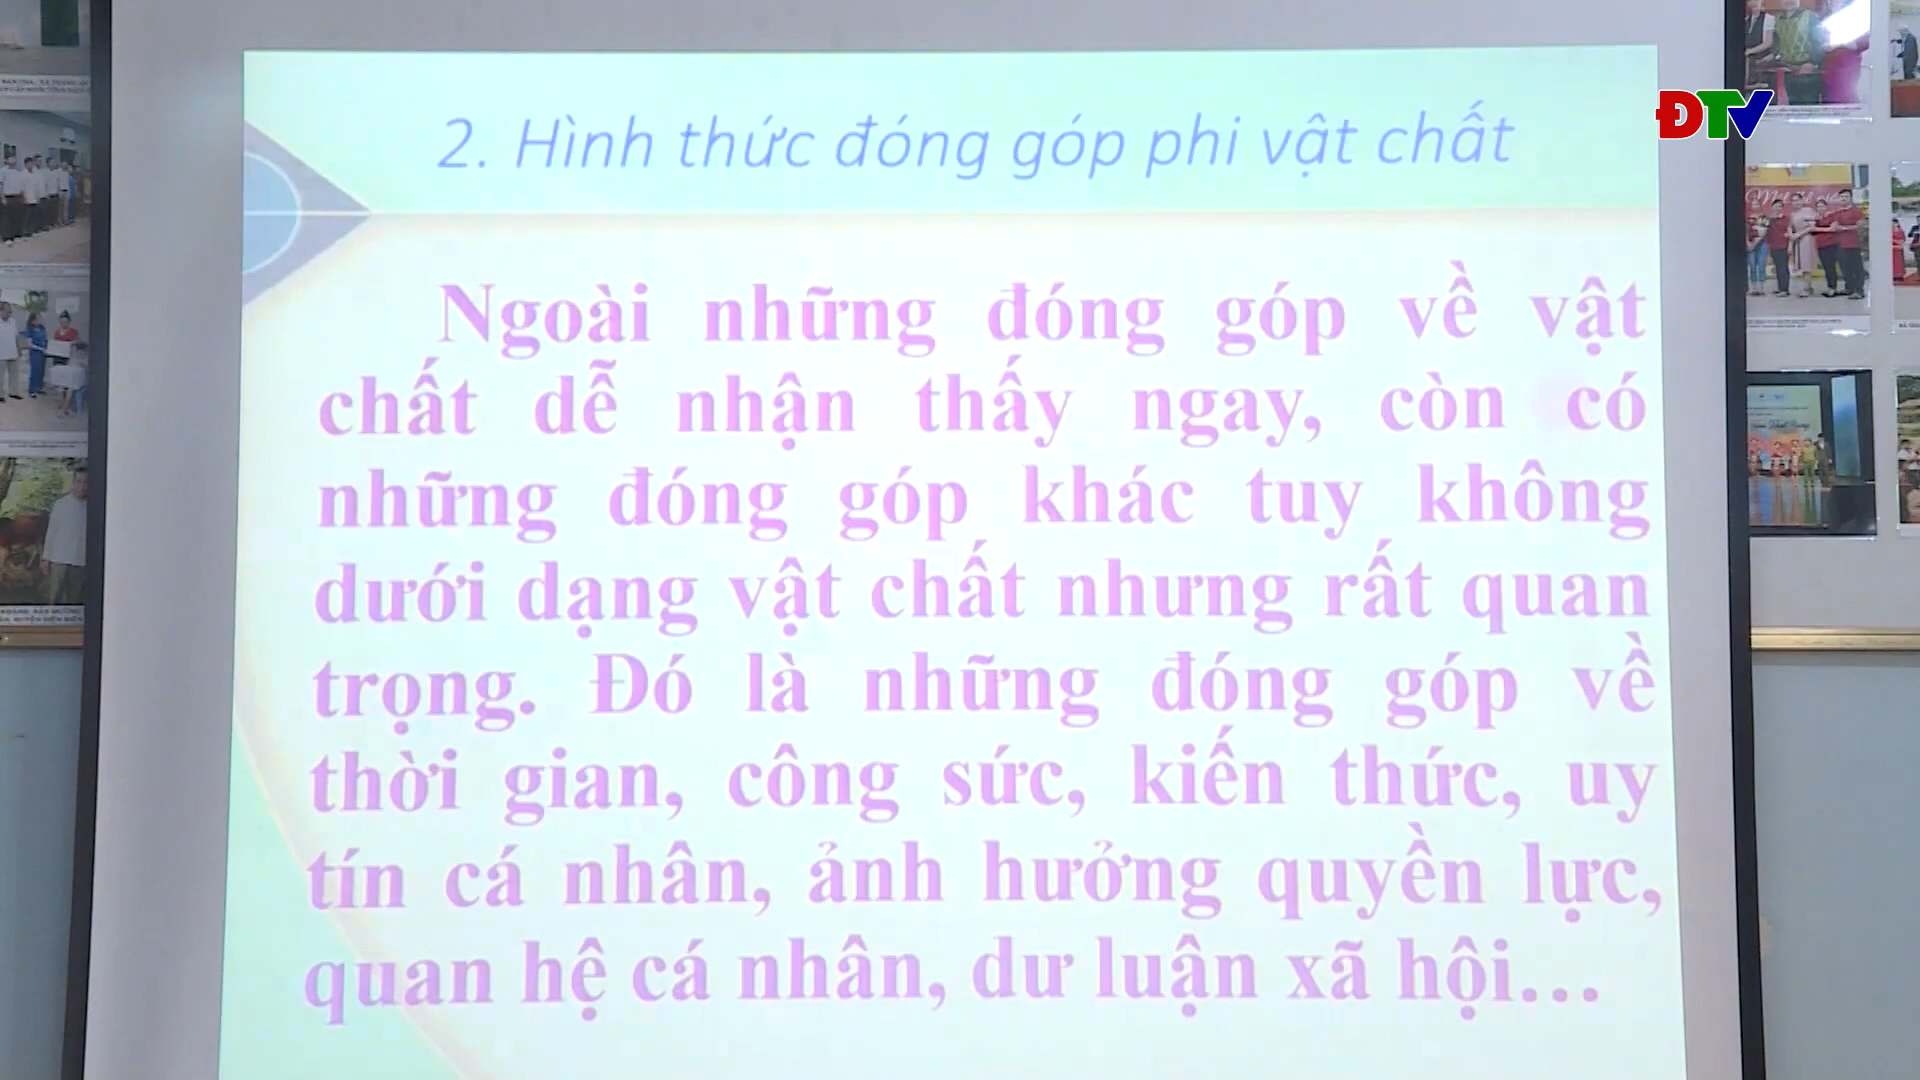 ĐTV
2. Hình thức đóng góp phi vật chất
Ngoài những đóng góp về vật
chất dễ nhận thấy ngay, còn có
những đóng góp khác tuy không
dưới dạng vật chất nhưng rất quan
trọng. Đó là những đóng góp về
thời gian, công sức, kiến thức, uy
tín cá nhân, ảnh hưởng quyền lực,
quan hệ cá nhân, dư luận xã hội...